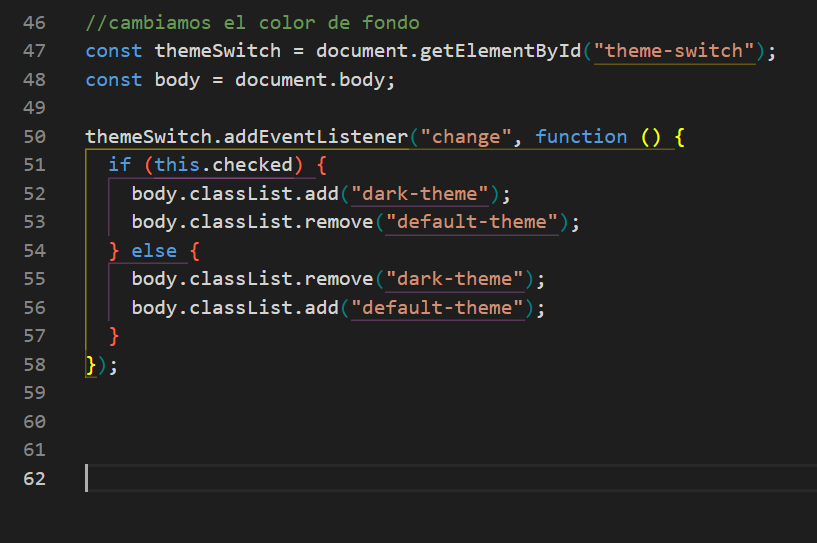 46 //cambiamos el color de fondo
47 const themeSwitch = document.getElementById("theme-switch");
48 const body = document.body;
49
50 themeSwitch.addEventListener("change", function () {
51   if (this.checked) {
52     body.classList.add("dark-theme");
53     body.classList.remove("default-theme");
54   } else {
55     body.classList.remove("dark-theme");
56     body.classList.add("default-theme");
57   }
58 });
59
60
61
62